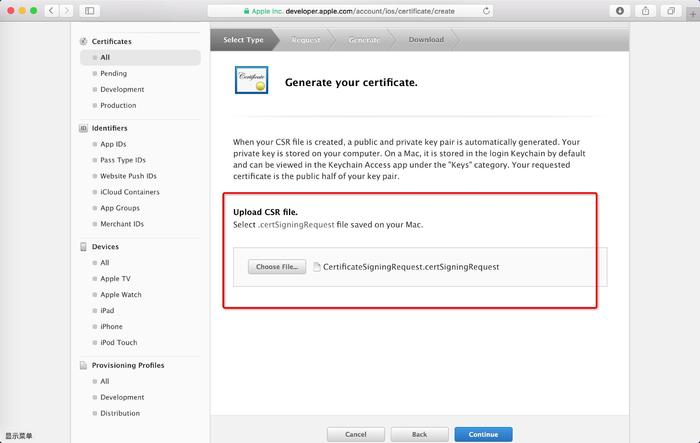 Apple Inc. developer.apple.com/account/ios/certificate/create
Certificates
All
Pending
Development
Production
Identifiers
App IDs
Pass Type IDs
Website Push IDs
iCloud Containers
App Groups
Merchant IDs
Devices
All
Apple TV
Apple Watch
iPad
iPhone
iPod Touch
Provisioning Profiles
All
Development
Distribution
显示菜单
Select Type
Request
Generate
Download
Certificate
Generate your certificate.
When your CSR file is created, a public and private key pair is automatically generated. Your
private key is stored on your computer. On a Mac, it is stored in the login Keychain by default
and can be viewed in the Keychain Access app under the "Keys" category. Your requested
certificate is the public half of your key pair.
Upload CSR file.
Select .certSigningRequest file saved on your Mac.
Choose File... CertificateSigningRequest.certSigningRequest
Cancel
Back
Continue